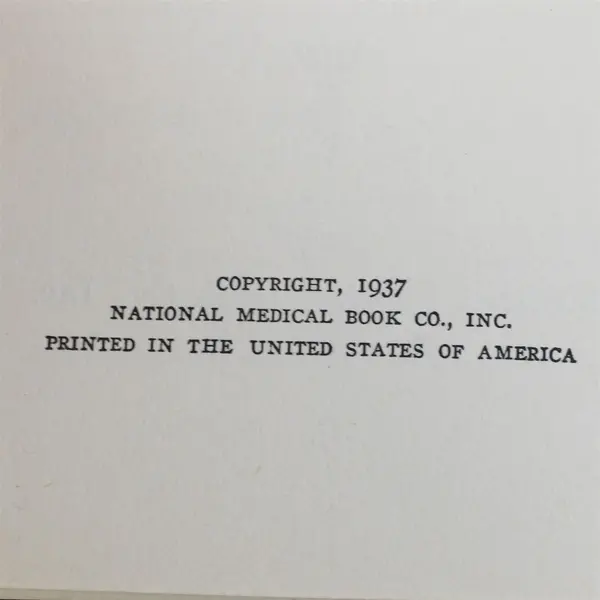 COPYRIGHT, 1937
NATIONAL MEDICAL BOOK CO., INC.
PRINTED IN THE UNITED STATES OF AMERICA